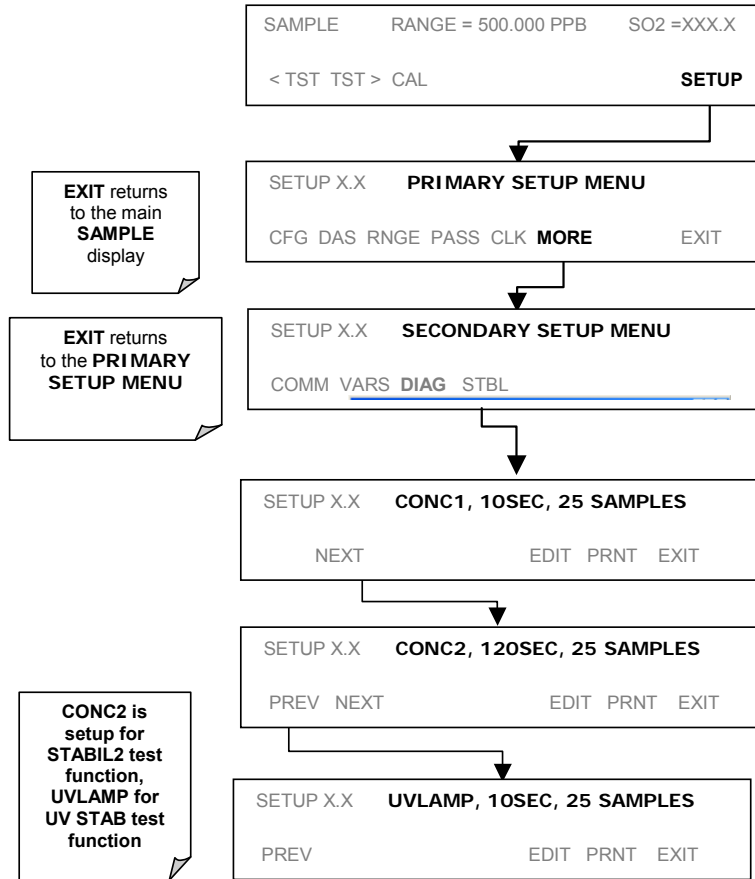 SAMPLE RANGE = 500.000 PPB SO2 =XXX.X
< TST TST > CAL SETUP
EXIT returns
to the main
SAMPLE
display
SETUP X.X PRIMARY SETUP MENU
CFG DAS RNGE PASS CLK MORE EXIT
EXIT returns
to the PRIMARY
SETUP MENU
SETUP X.X SECONDARY SETUP MENU
COMM VARS DIAG STBL
SETUP X.X CONC1, 10SEC, 25 SAMPLES
NEXT EDIT PRNT EXIT
SETUP X.X CONC2, 120SEC, 25 SAMPLES
PREV NEXT EDIT PRNT EXIT
CONC2 is
setup for
STABIL2 test
function,
UVLAMP for
UV STAB test
function
SETUP X.X UVLAMP, 10SEC, 25 SAMPLES
PREV EDIT PRNT EXIT